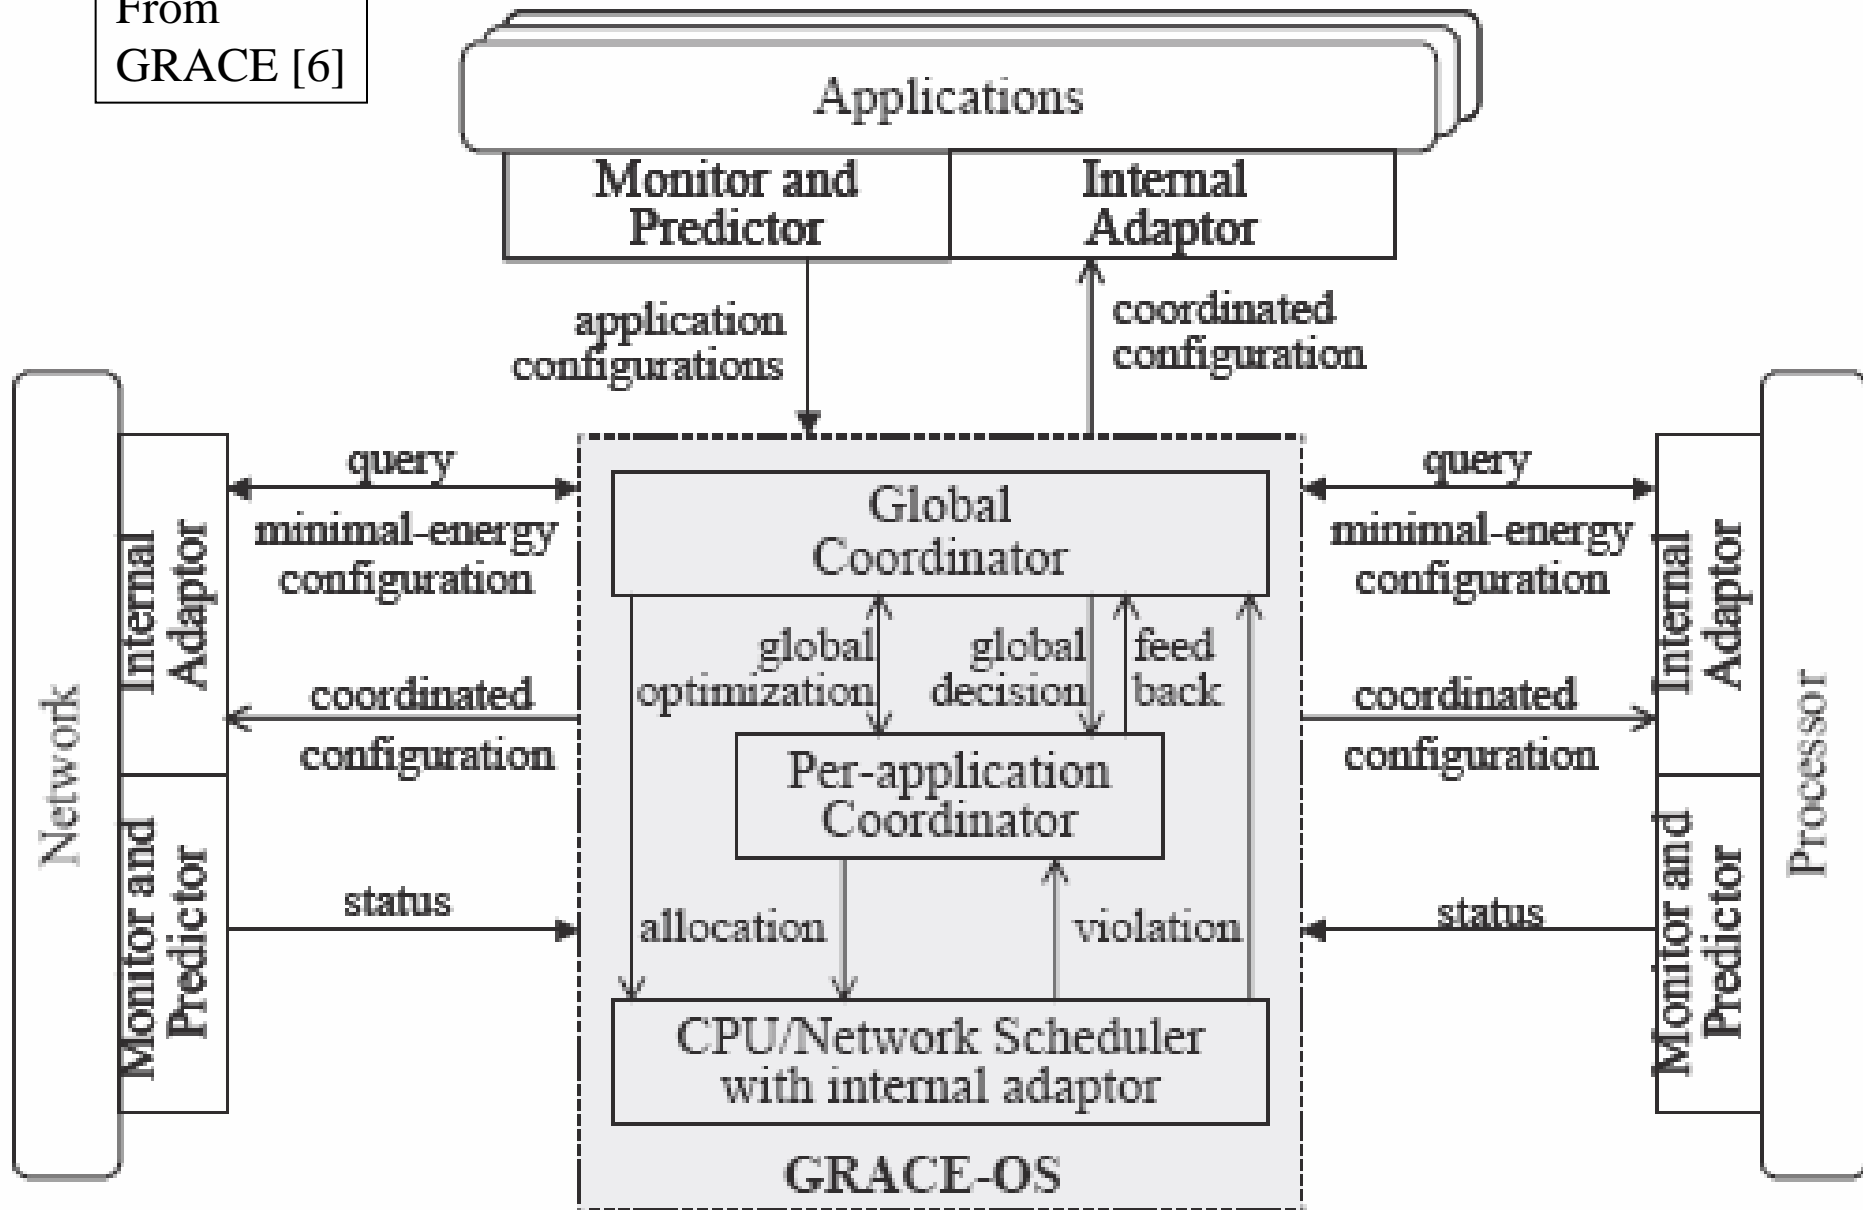 From
GRACE [6]
Applications
Monitor and
Predictor
Internal
Adaptor
application
configurations
coordinated
configuration
Network
Internal
Adaptor
Monitor and
Predictor
query
minimal-energy
configuration
coordinated
configuration
status
Global
Coordinator
global
optimization
global
decision
feed
back
Per-application
Coordinator
allocation
violation
CPU/Network Scheduler
with internal adaptor
GRACE-OS
query
minimal-energy
configuration
coordinated
configuration
status
Internal
Adaptor
Monitor and
Predictor
Processor